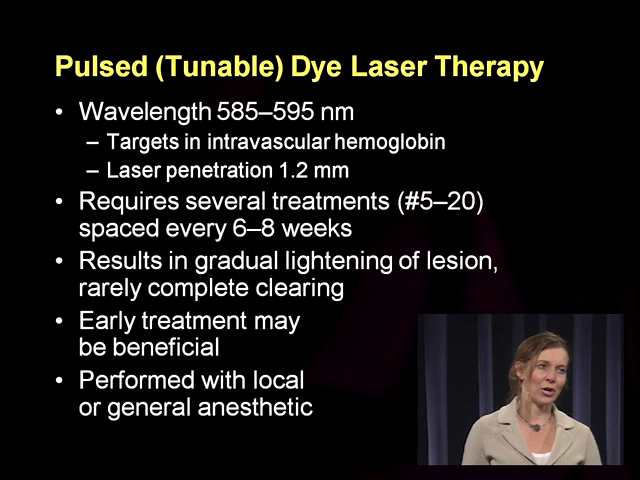 Pulsed (Tunable) Dye Laser Therapy
• Wavelength 585–595 nm
– Targets in intravascular hemoglobin
– Laser penetration 1.2 mm
• Requires several treatments (#5–20)
spaced every 6–8 weeks
• Results in gradual lightening of lesion,
rarely complete clearing
• Early treatment may
be beneficial
• Performed with local
or general anesthetic